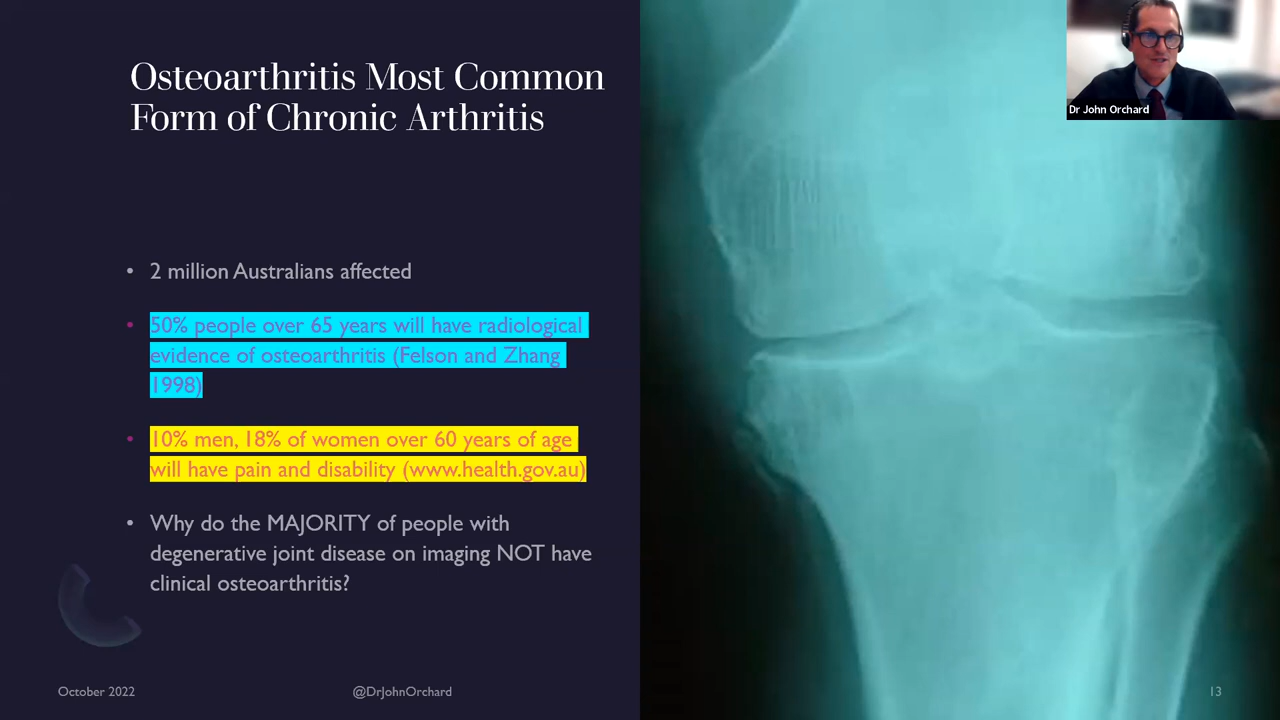 Osteoarthritis Most Common
Form of Chronic Arthritis
• 2 million Australians affected
• 50% people over 65 years will have radiological
evidence of osteoarthritis (Felson and Zhang
1998)
• 10% men, 18% of women over 60 years of age
will have pain and disability (www.health.gov.au)
• Why do the MAJORITY of people with
degenerative joint disease on imaging NOT have
clinical osteoarthritis?
October 2022
@DrJohnOrchard
13
Dr John Orchard